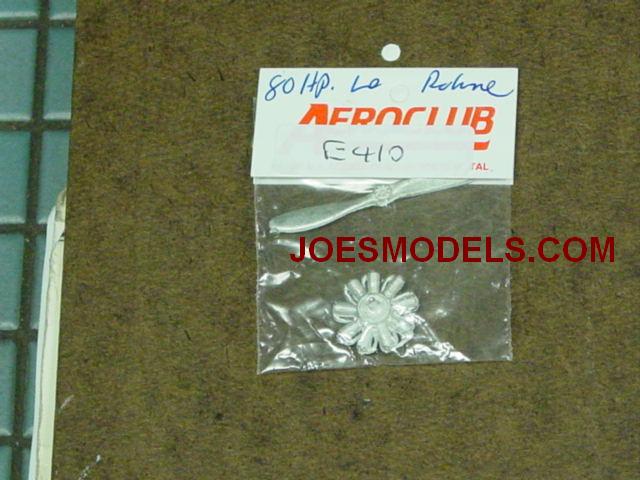 80 HP. Le Rohne
AEROCLUB
E410
TAL.
JOESMODELS.COM